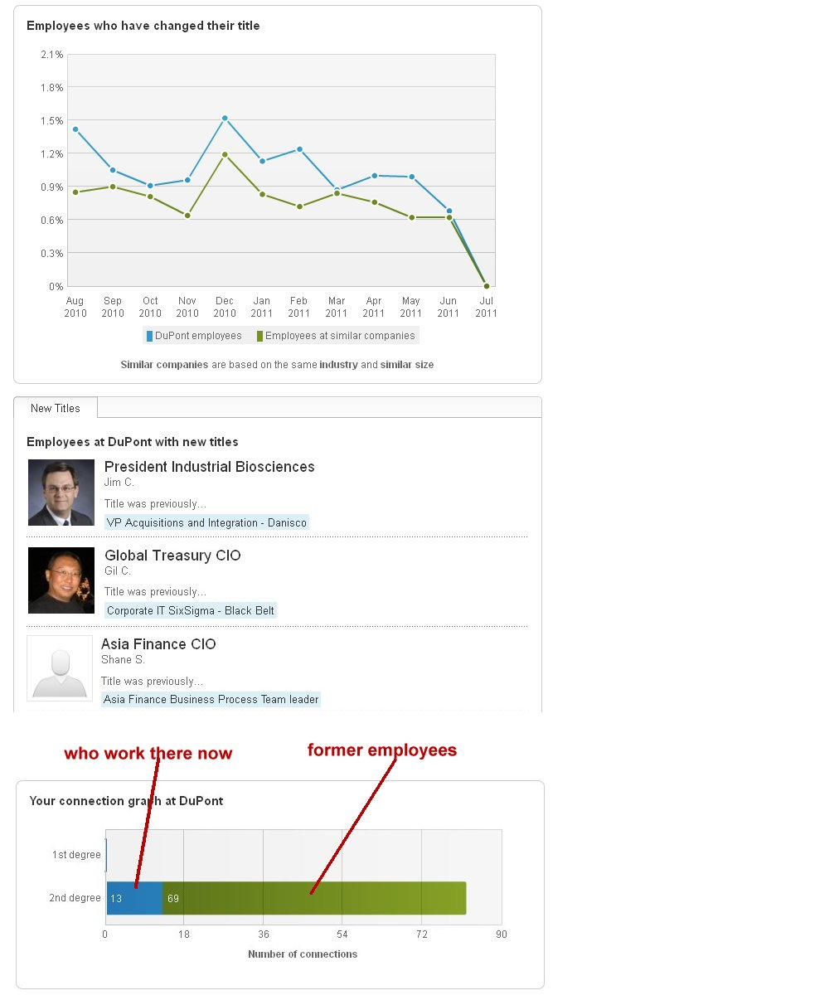 Employees who have changed their title
2.1%
1.8%
1.5%
1.2%
0.9%
0.6%
0.3%
0%
Aug Sep Oct Nov Dec Jan Feb Mar Apr May Jun Jul
2010 2010 2010 2010 2010 2011 2011 2011 2011 2011 2011 2011
DuPont employees Employees at similar companies
Similar companies are based on the same industry and similar size
New Titles
Employees at DuPont with new titles
President Industrial Biosciences
Jim C.
Title was previously...
VP Acquisitions and Integration - Danisco
Global Treasury CIO
Gil C.
Title was previously...
Corporate IT SixSigma - Black Belt
Asia Finance CIO
Shane S.
Title was previously...
Asia Finance Business Process Team leader
who work there now former employees
Your connection graph at DuPont
1st degree
2nd degree 13 69
0 18 36 54 72 90
Number of connections